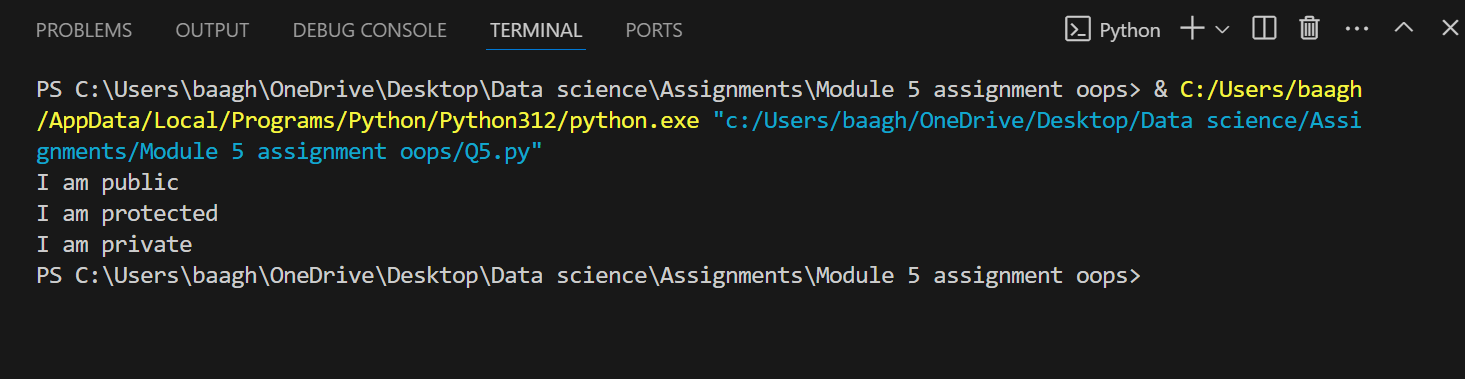 PROBLEMS OUTPUT DEBUG CONSOLE TERMINAL PORTS Python
PS C:\Users\baagh\OneDrive\Desktop\Data science\Assignments\Module 5 assignment oops> & C:/Users/baagh
/AppData/Local/Programs/Python/Python312/python.exe "c:/Users/baagh/OneDrive/Desktop/Data science/Assi
gnments/Module 5 assignment oops/Q5.py"
I am public
I am protected
I am private
PS C:\Users\baagh\OneDrive\Desktop\Data science\Assignments\Module 5 assignment oops>